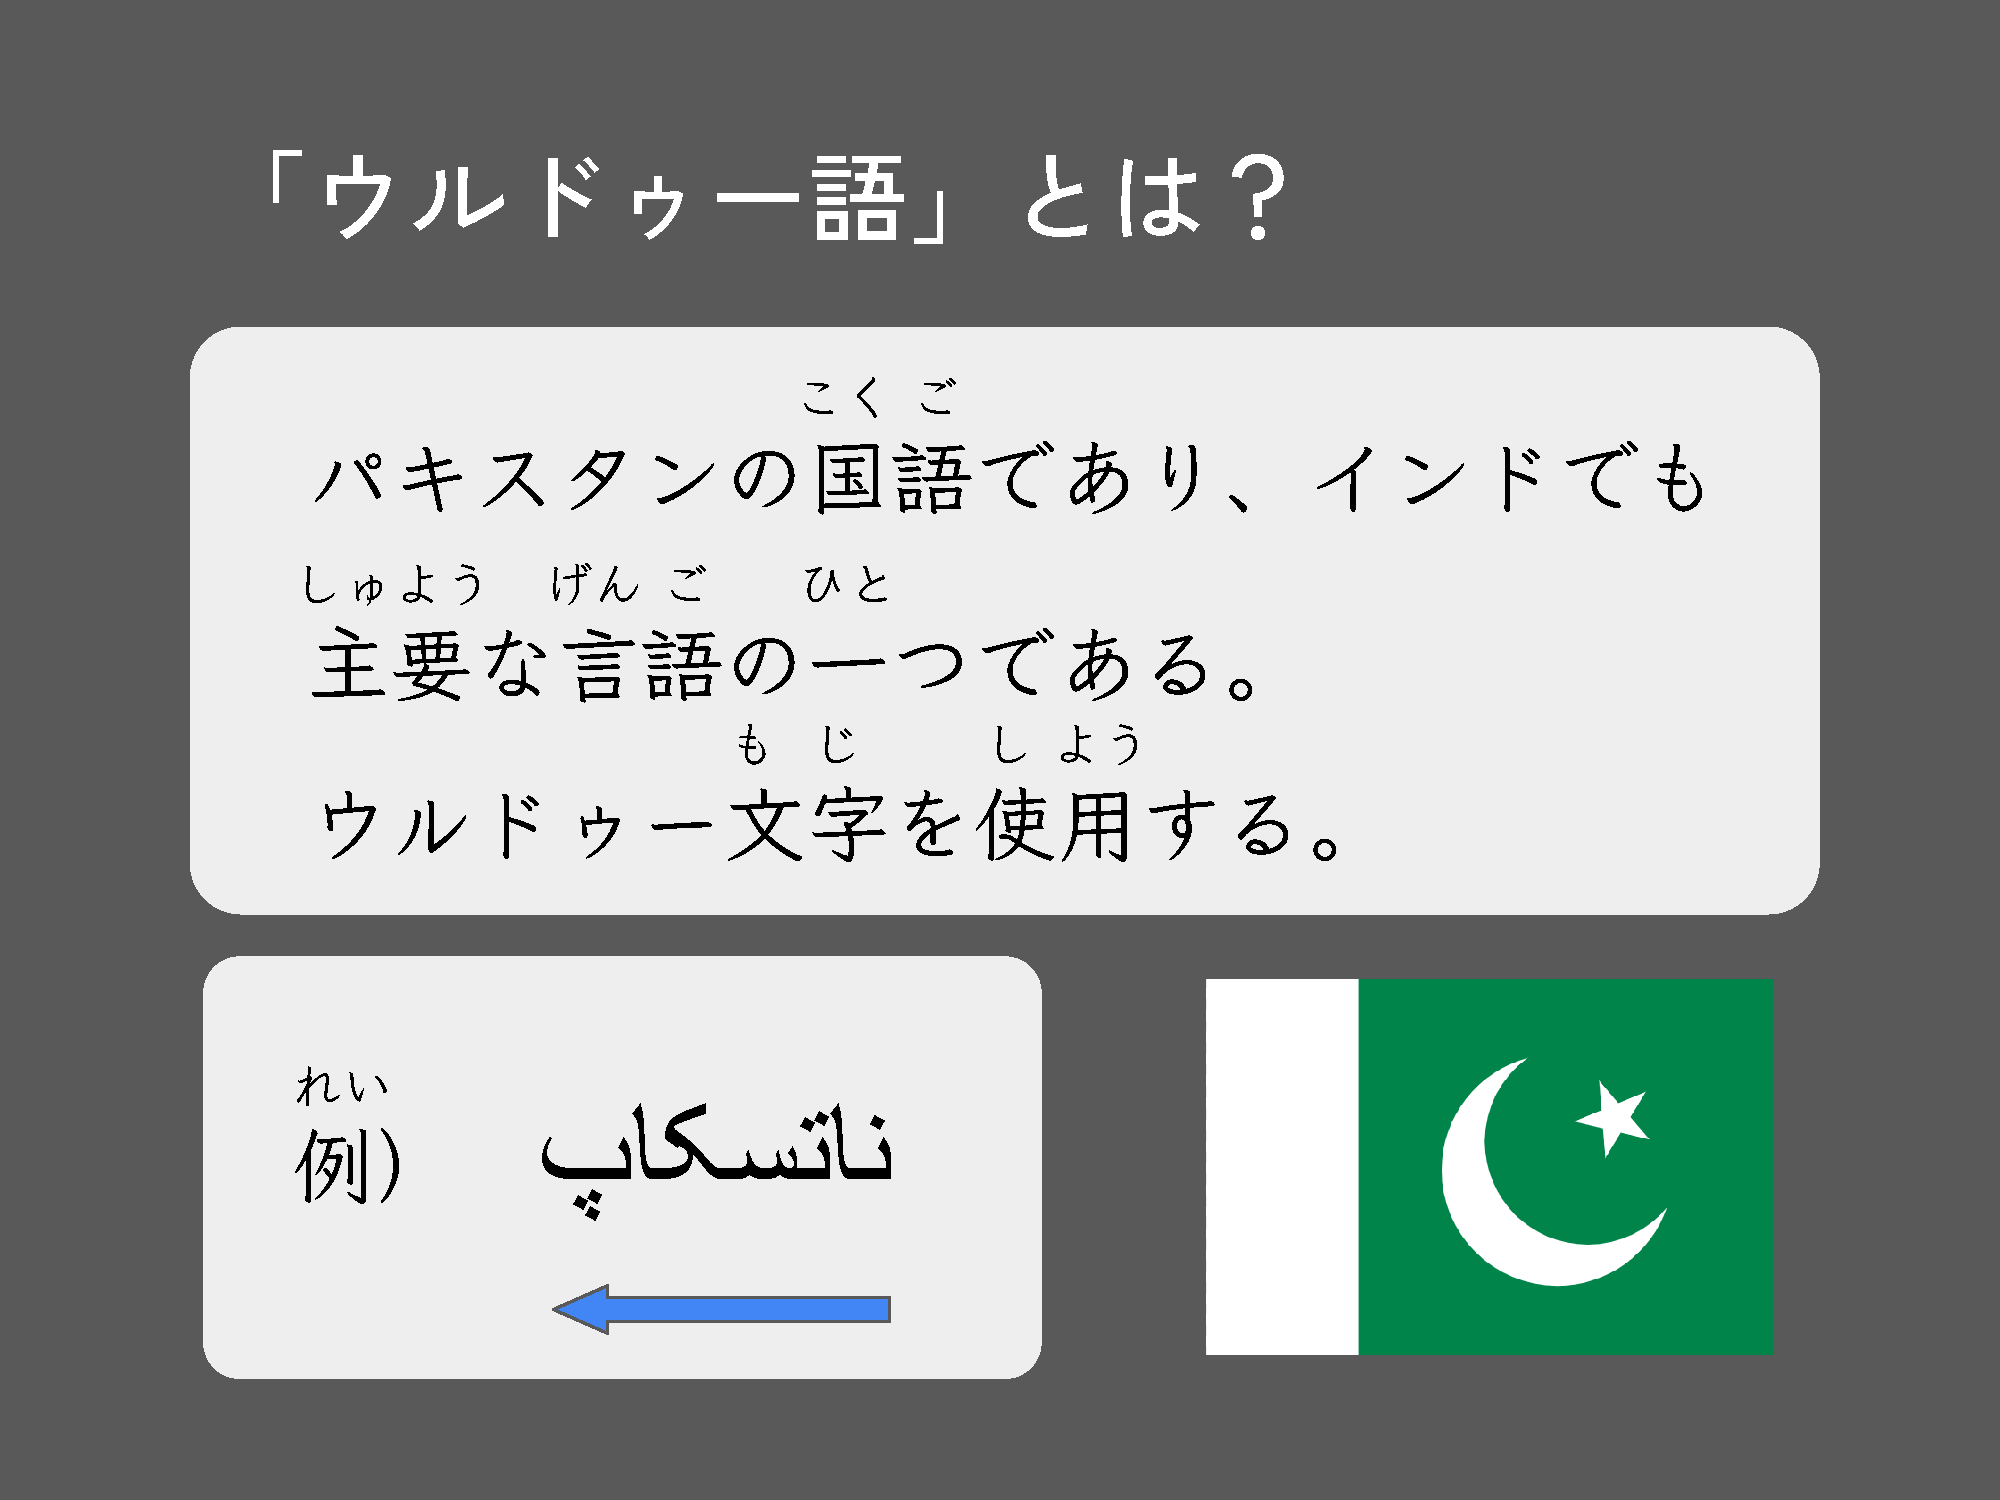 「ウルドゥー語」とは？
こく ご
パキスタンの国語であり、インドでも
しゅよう げん ご ひと
主要な言語の一つである。
も じ し よう
ウルドゥー文字を使用する。
れい
例) ناتسکاپ